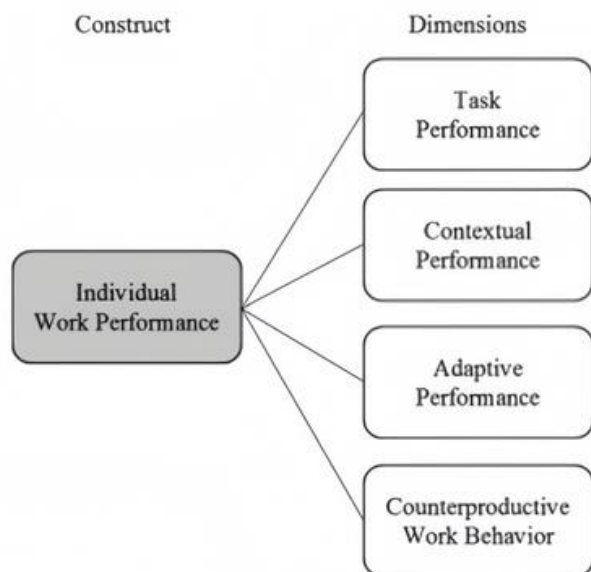 Construct
Dimensions
Task
Performance
Contextual
Performance
Individual
Work Performance
Adaptive
Performance
Counterproductive
Work Behavior